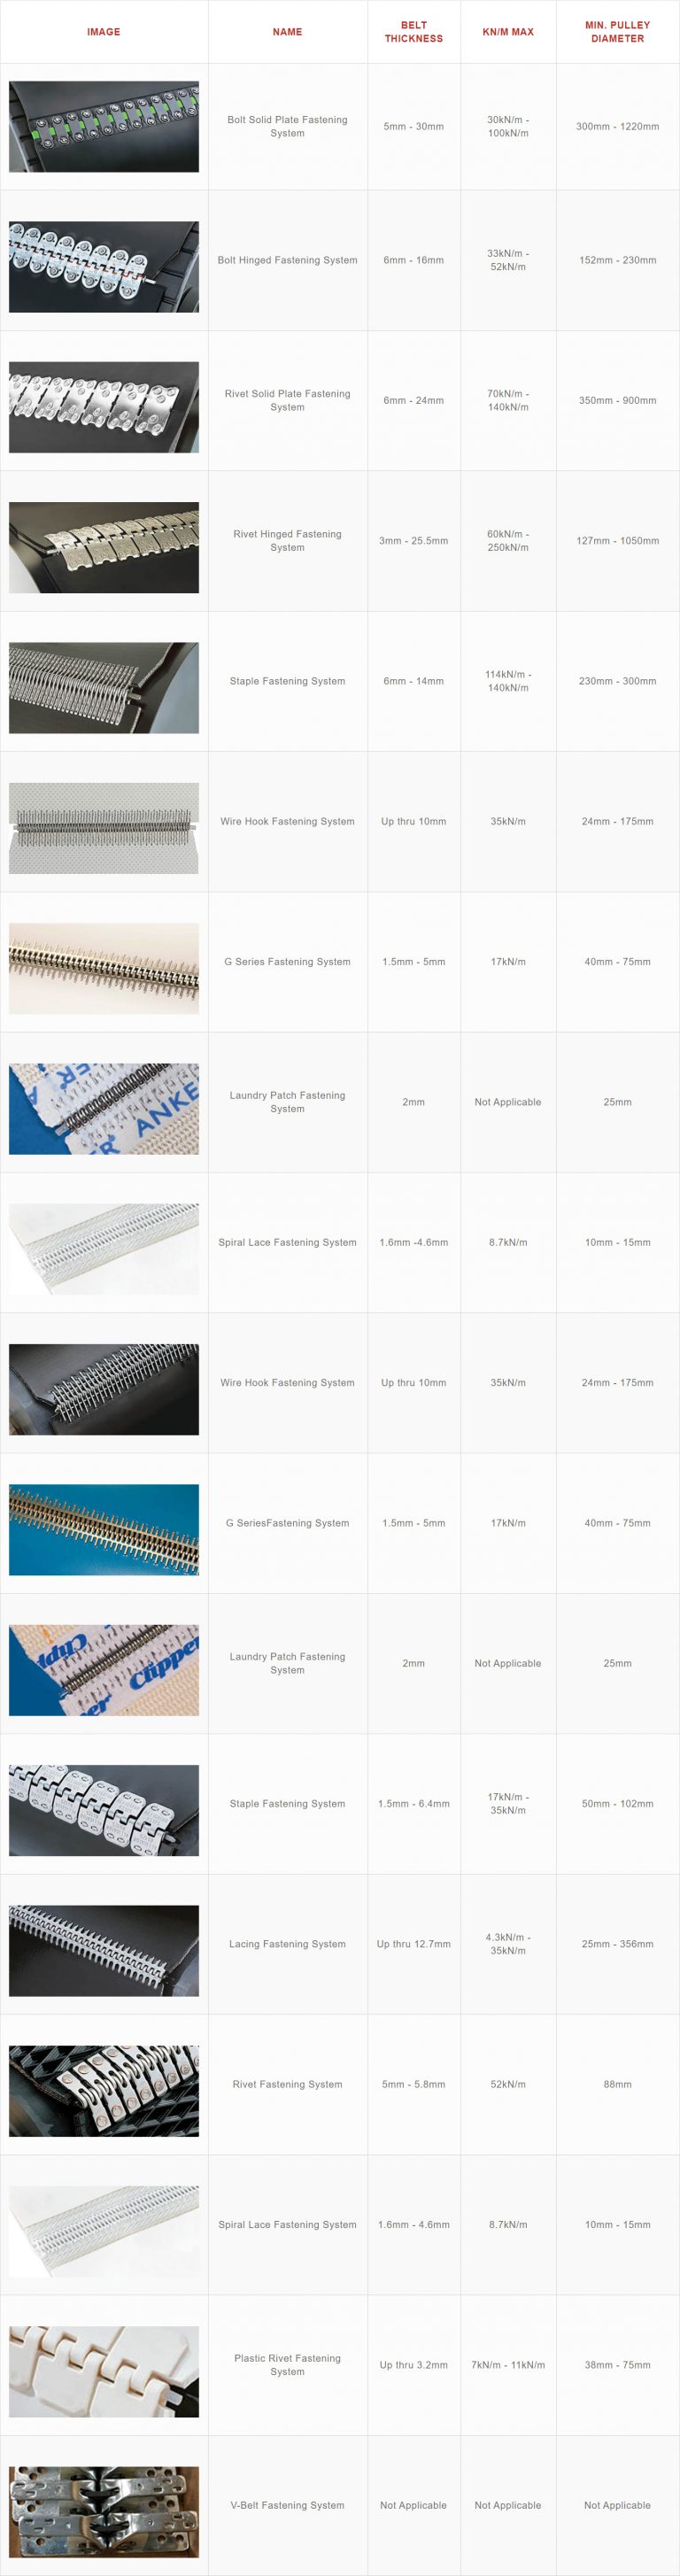 IMAGE
NAME
BELT
THICKNESS
KN/M MAX
MIN. PULLEY
DIAMETER
Bolt Solid Plate Fastening
System
5mm - 30mm
30kN/m -
100kN/m
300mm - 1220mm
Bolt Hinged Fastening System
6mm - 16mm
33kN/m -
52kN/m
152mm - 230mm
Rivet Solid Plate Fastening
System
6mm - 24mm
70kN/m -
140kN/m
350mm - 900mm
Rivet Hinged Fastening
System
3mm - 25.5mm
60kN/m -
250kN/m
127mm - 1050mm
Staple Fastening System
6mm - 14mm
114kN/m -
140kN/m
230mm - 300mm
Wire Hook Fastening System
Up thru 10mm
35kN/m
24mm - 175mm
G Series Fastening System
1.5mm - 5mm
17kN/m
40mm - 75mm
ER
ER® ANKE
Laundry Patch Fastening
System
2mm
Not Applicable
25mm
Spiral Lace Fastening System
1.6mm -4.6mm
8.7kN/m
10mm - 15mm
Wire Hook Fastening System
Up thru 10mm
35kN/m
24mm - 175mm
G SeriesFastening System
1.5mm - 5mm
17kN/m
40mm - 75mm
Clipper
Laundry Patch Fastening
System
2mm
Not Applicable
25mm
Staple Fastening System
1.5mm - 6.4mm
17kN/m -
35kN/m
50mm - 102mm
Lacing Fastening System
Up thru 12.7mm
4.3kN/m -
35kN/m
25mm - 356mm
Rivet Fastening System
5mm - 5.8mm
52kN/m
88mm
Spiral Lace Fastening System
1.6mm - 4.6mm
8.7kN/m
10mm - 15mm
Plastic Rivet Fastening
System
Up thru 3.2mm
7kN/m - 11kN/m
38mm - 75mm
V-Belt Fastening System
Not Applicable
Not Applicable
Not Applicable